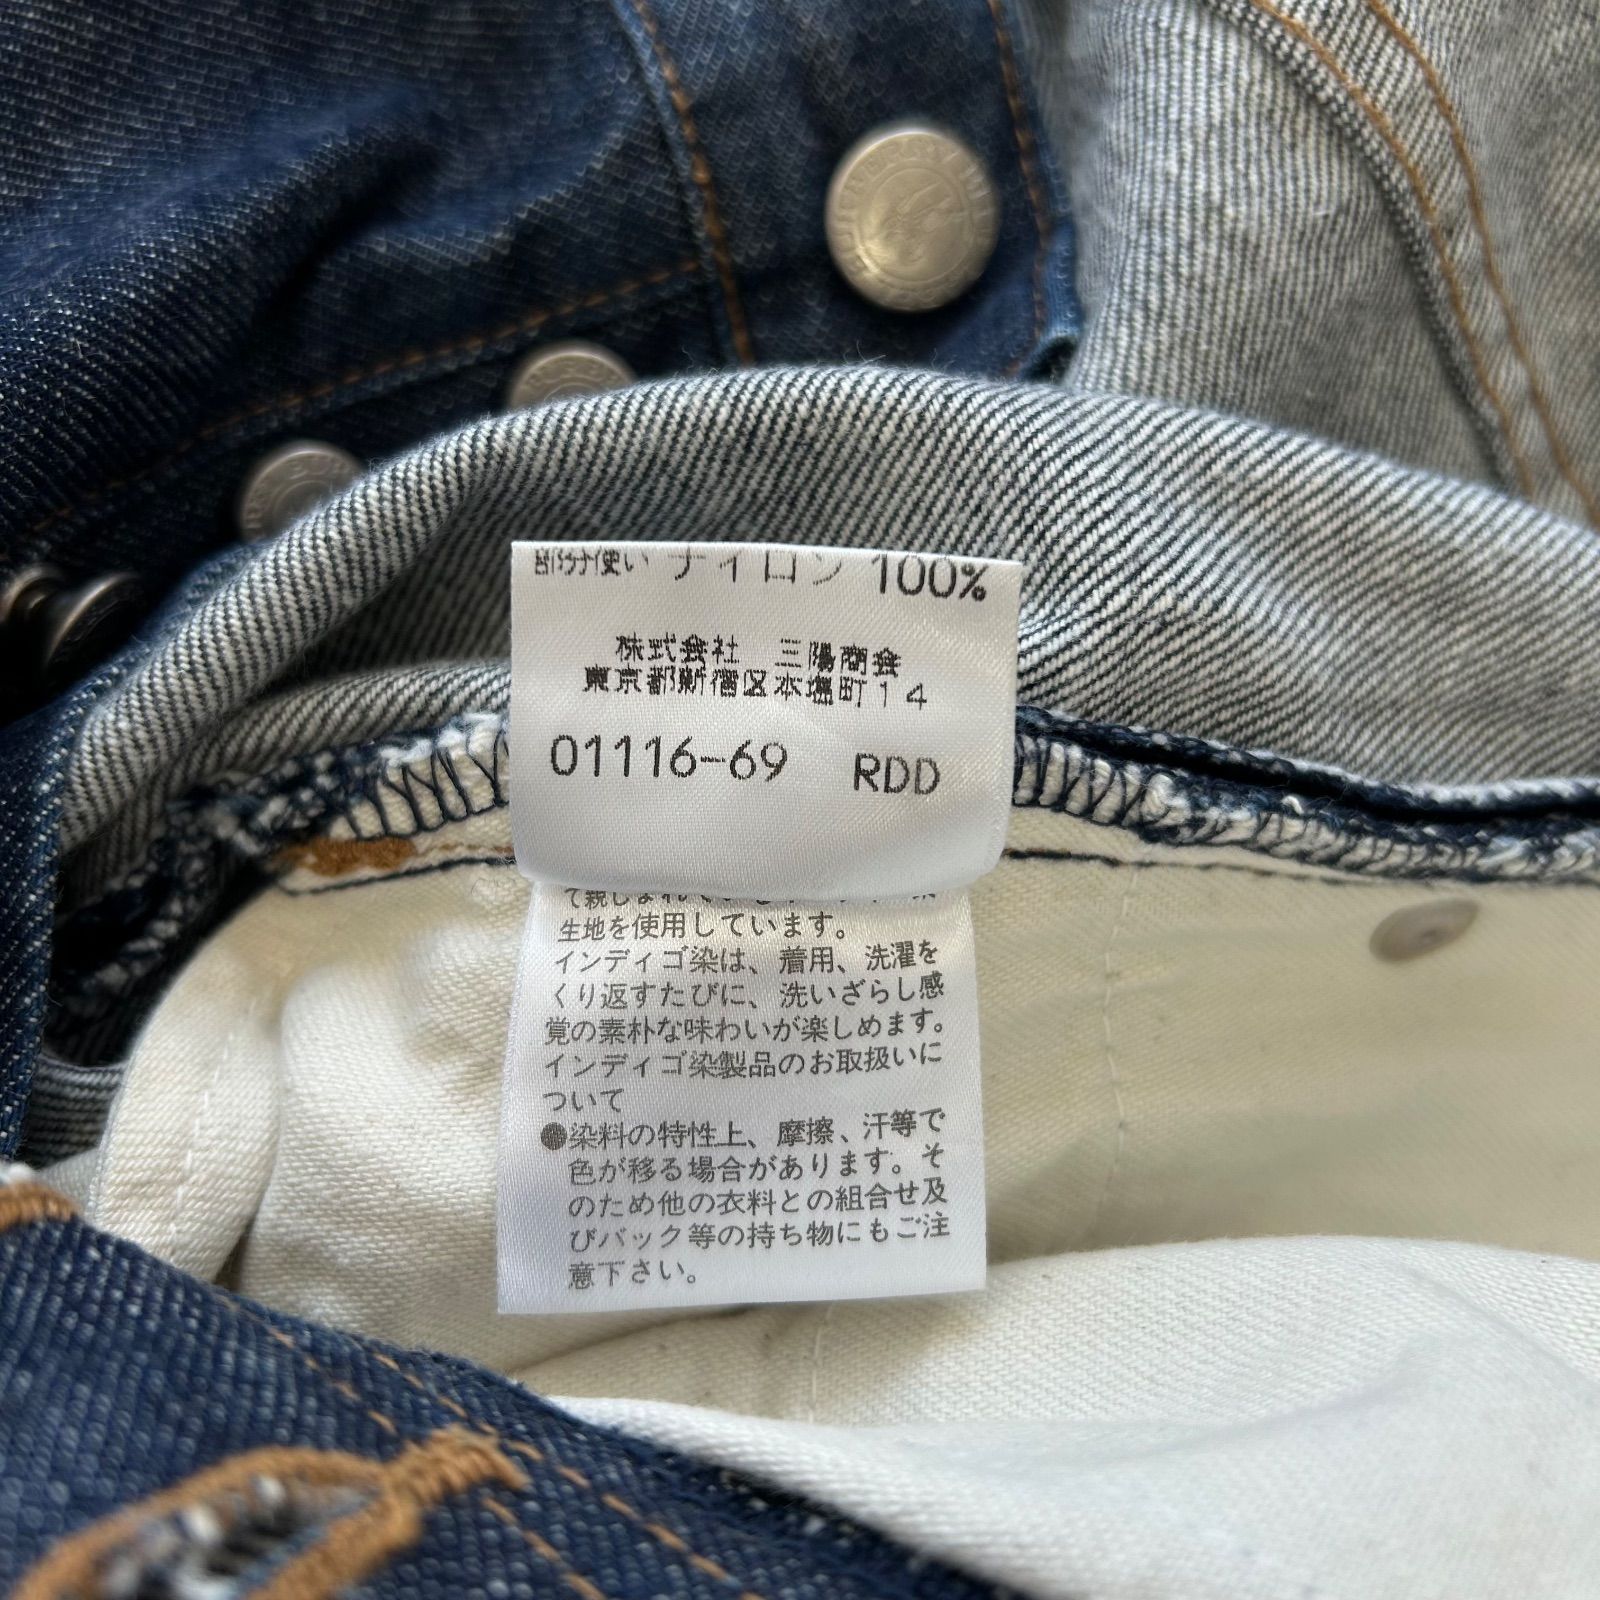 部分使い ナイロン 100%
株式会社 三陽商会
東京都新宿区本塩町14
01116-69 RDD
生地を使用しています。
インディゴ染は、着用、洗濯を
くり返すたびに、洗いざらし感
覚の素朴な味わいが楽しめます。
インディゴ染製品のお取扱いに
ついて
●染料の特性上、摩擦、汗等で
色が移る場合があります。そ
のため他の衣料との組合せ及
びバック等の持ち物にもご注
意下さい。